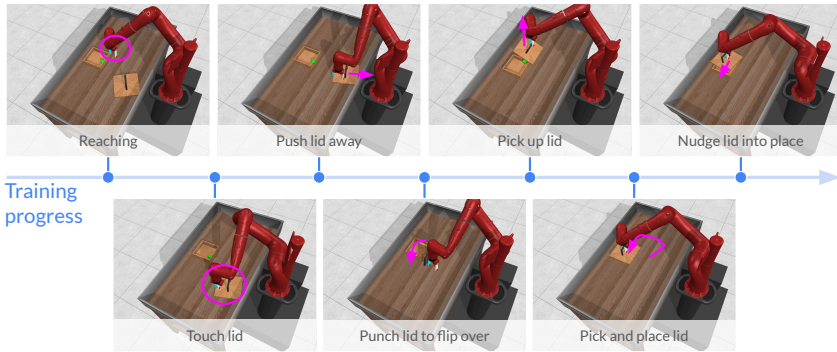 Reaching
Push lid away
Pick up lid
Nudge lid into place
Training
progress
Touch lid
Punch lid to flip over
Pick and place lid